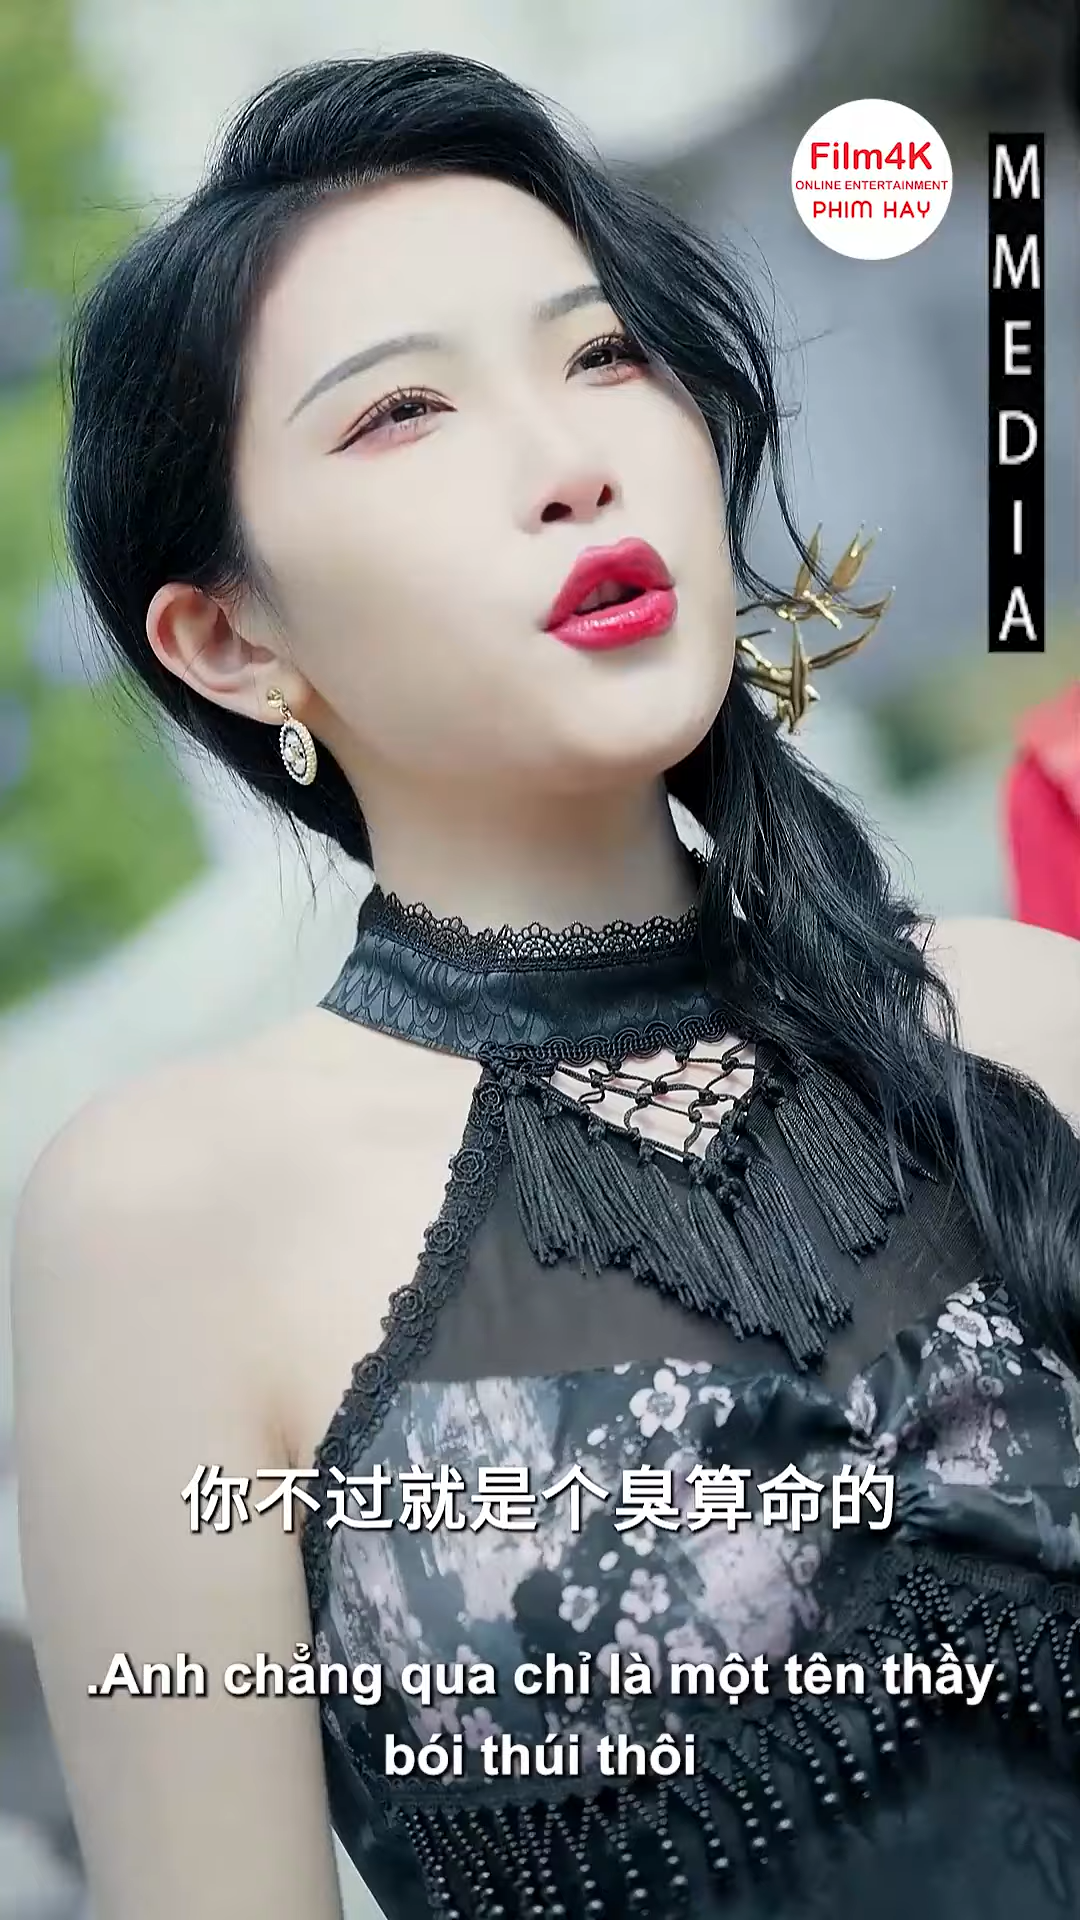 Film4K
ONLINE ENTERTAINMENT
PHIM HAY
MMEDIA
你不过就是个臭算命的
.Anh chẳng qua chỉ là một tên thầy
bói thúi thôi